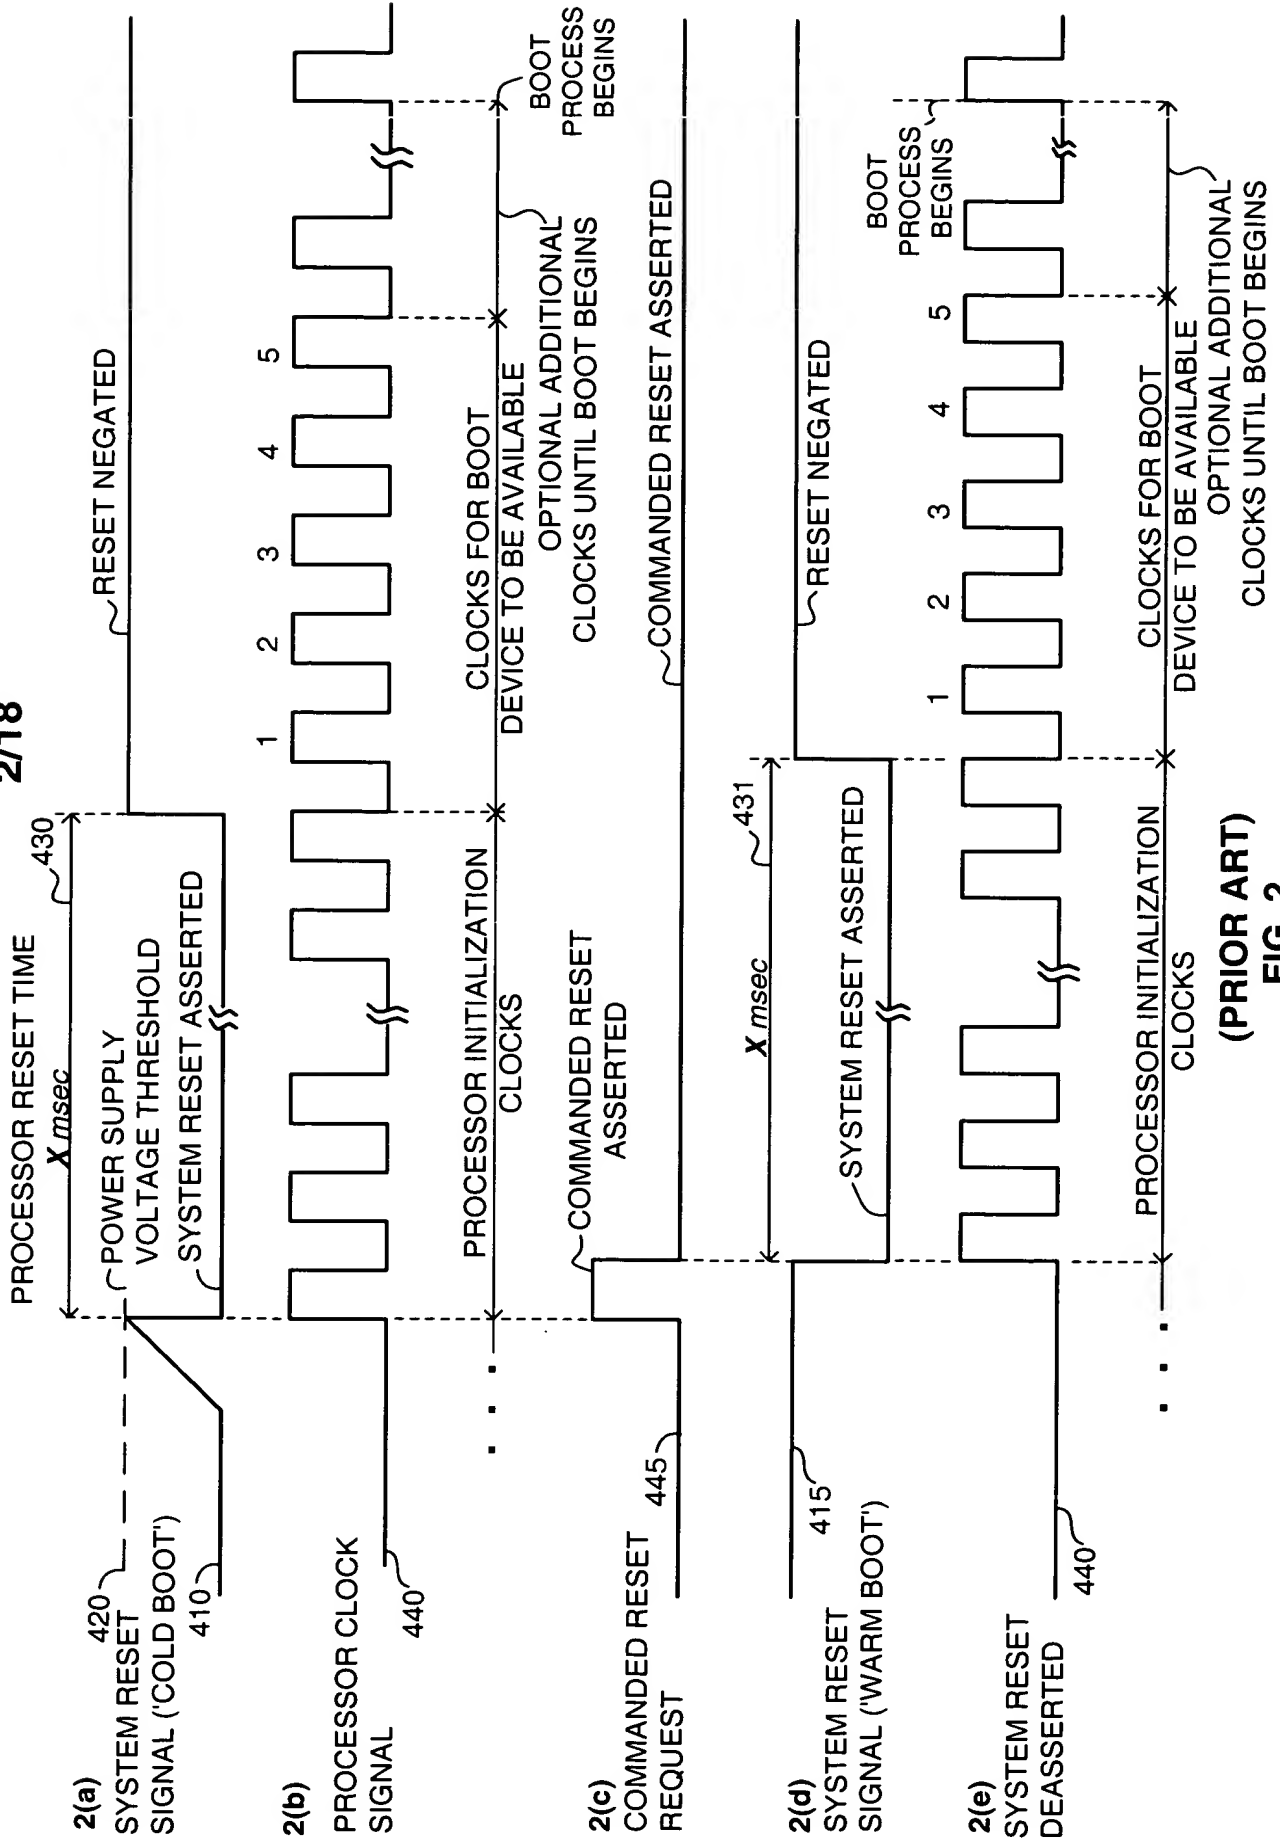 2/18
PROCESSOR RESET TIME
X msec
430
420
POWER SUPPLY
VOLTAGE THRESHOLD
SYSTEM RESET ASSERTED
RESET NEGATED
2(a)
SYSTEM RESET
SIGNAL ('COLD BOOT')
410
1
2
3
4
5
2(b)
PROCESSOR CLOCK
SIGNAL
440
PROCESSOR INITIALIZATION
CLOCKS
CLOCKS FOR BOOT
DEVICE TO BE AVAILABLE
OPTIONAL ADDITIONAL
CLOCKS UNTIL BOOT BEGINS
BOOT
PROCESS
BEGINS
2(c)
COMMANDED RESET
REQUEST
445
COMMANDED RESET
ASSERTED
COMMANDED RESET ASSERTED
X msec
431
2(d)
SYSTEM RESET
SIGNAL ('WARM BOOT')
415
SYSTEM RESET ASSERTED
RESET NEGATED
BOOT
PROCESS
BEGINS
1
2
3
4
5
2(e)
SYSTEM RESET
DEASSERTED
440
PROCESSOR INITIALIZATION
CLOCKS
CLOCKS FOR BOOT
DEVICE TO BE AVAILABLE
OPTIONAL ADDITIONAL
CLOCKS UNTIL BOOT BEGINS
(PRIOR ART)
FIG. 2